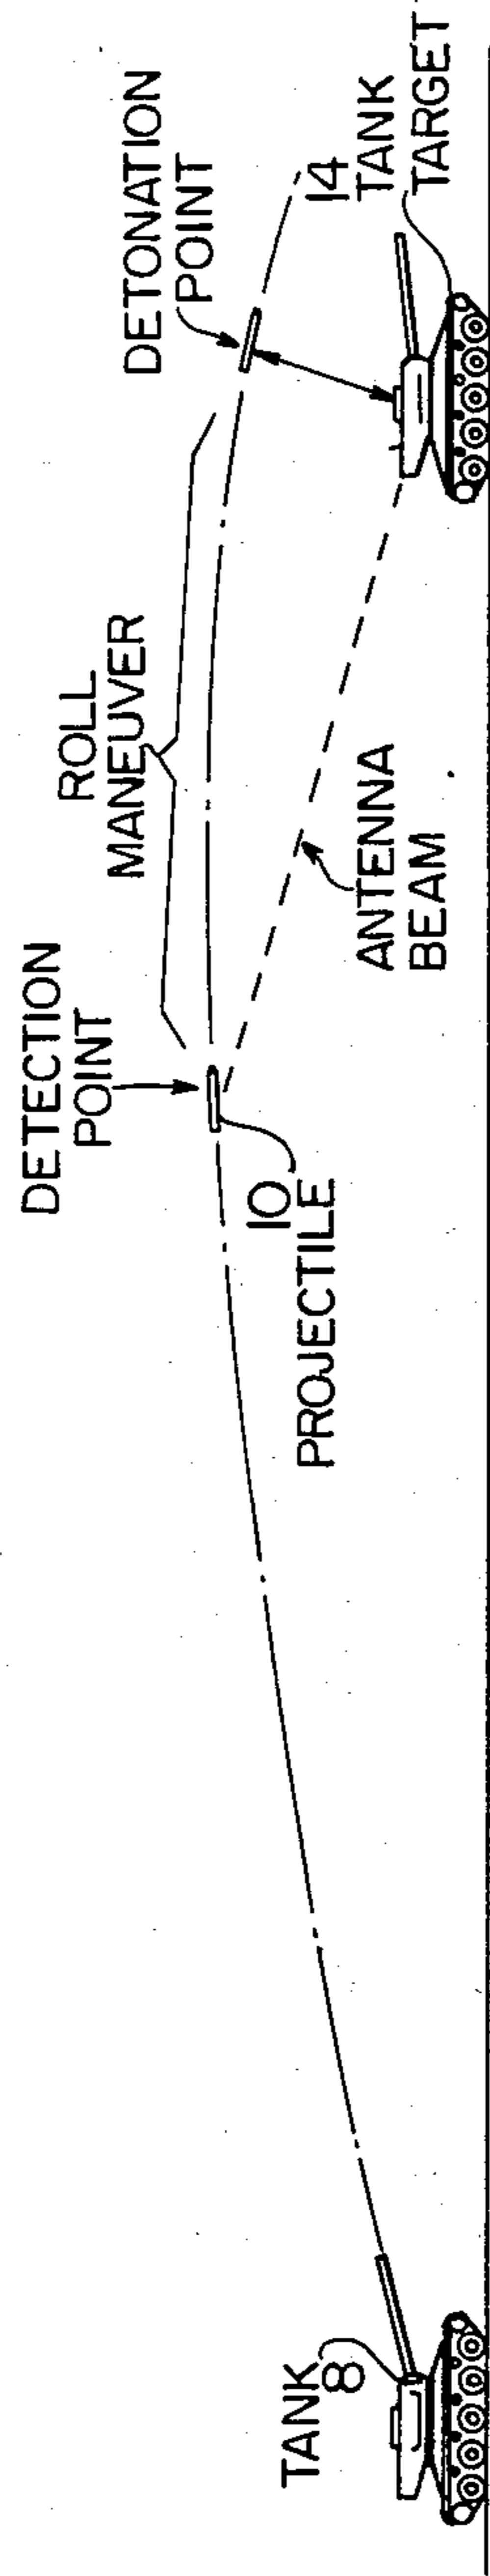 TANK
8
DETECTION
POINT
10
PROJECTILE
ROLL
MANEUVER
ANTENNA
BEAM
DETONATION
POINT
14
TANK
TARGET